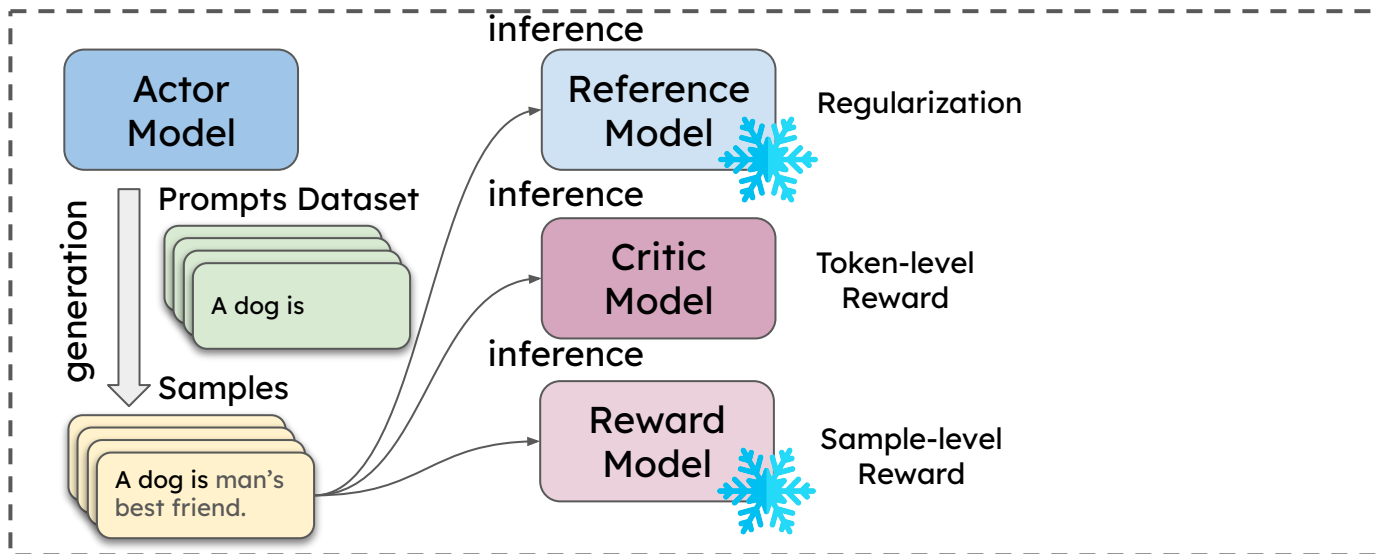 Actor
Model
generation
Prompts Dataset
A dog is
Samples
A dog is man's
best friend.
inference
Reference
Model
Regularization
inference
Critic
Model
Token-level
Reward
inference
Reward
Model
Sample-level
Reward